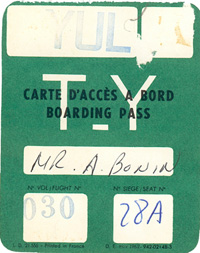 YUL
T-Y
CARTE D'ACCÈS A BORD
BOARDING PASS
MR. A. BONIN
Nº VOL-FLIGHT Nº Nº SIEGE, SEAT Nº
030 28A
Printed in France